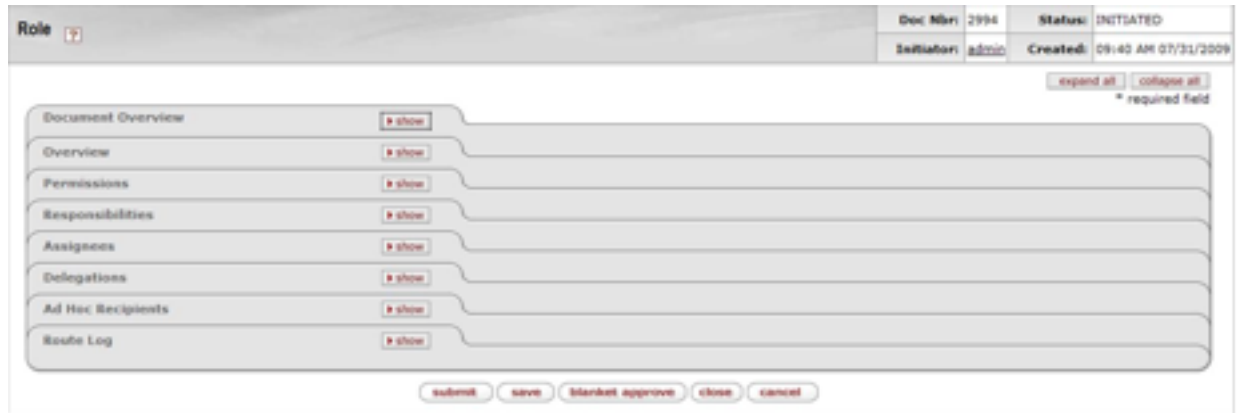 Role ?
Doc Nbr: 2994 Status: INITIATED
Initiator: admin Created: 09:40 AM 07/31/2009
expand all collapse all
* required field
Document Overview show
Overview show
Permissions show
Responsibilities show
Assignees show
Delegations show
Ad Hoc Recipients show
Route Log show
submit save blanket approve close cancel